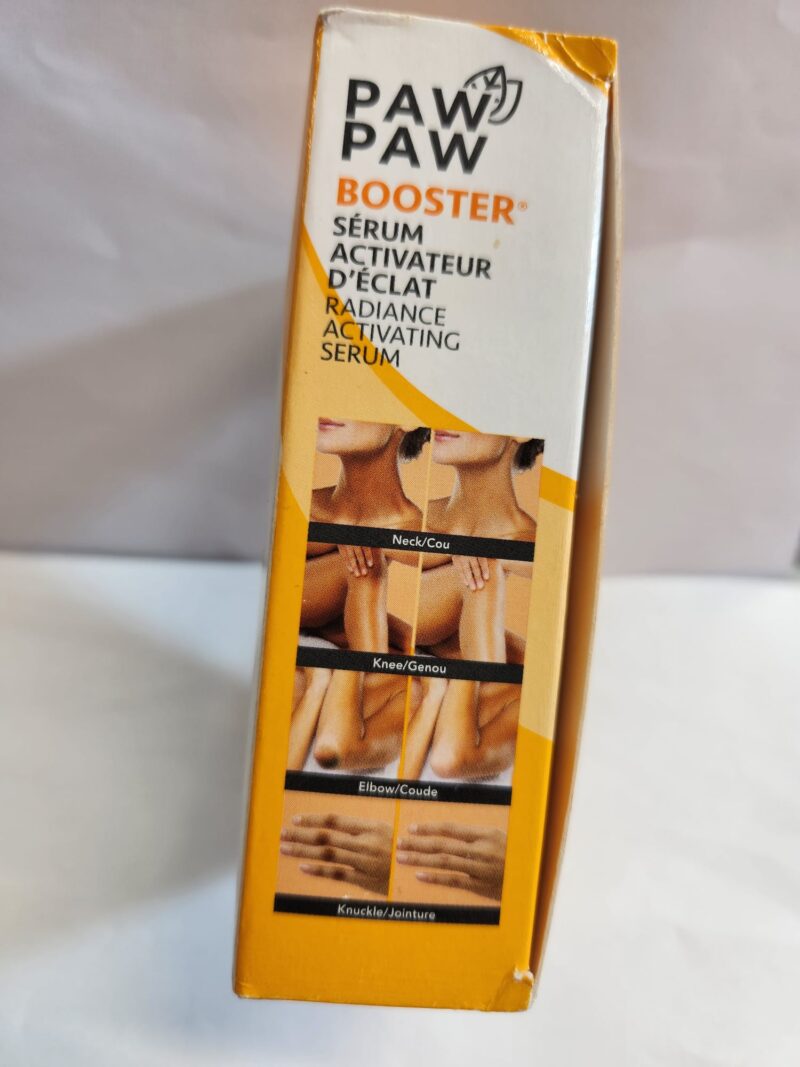 PAW
PAW
BOOSTER®
SÉRUM
ACTIVATEUR
D'ÉCLAT
RADIANCE
ACTIVATING
SERUM
Neck/Cou
Knee/Genou
Elbow/Coude
Knuckle/Jointure